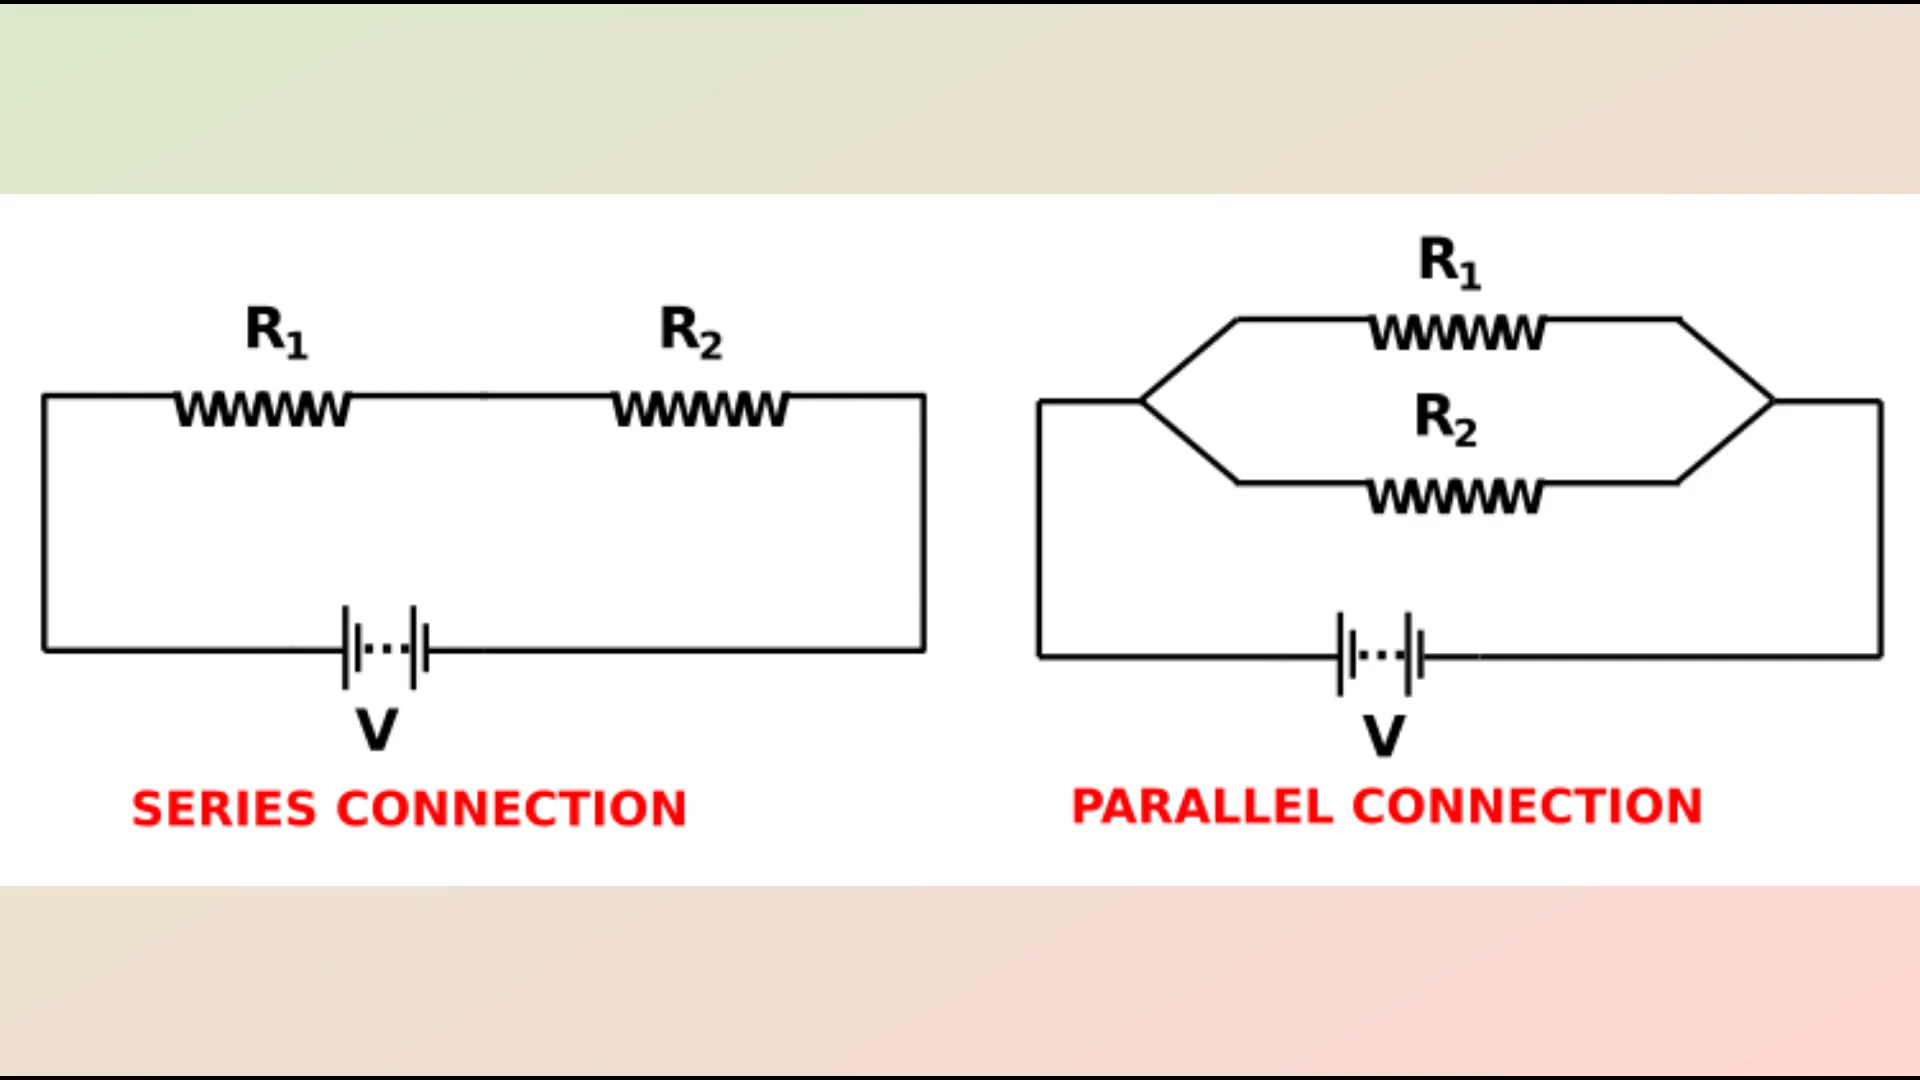 R₁
R₂
V
SERIES CONNECTION
R₁
R₂
V
PARALLEL CONNECTION